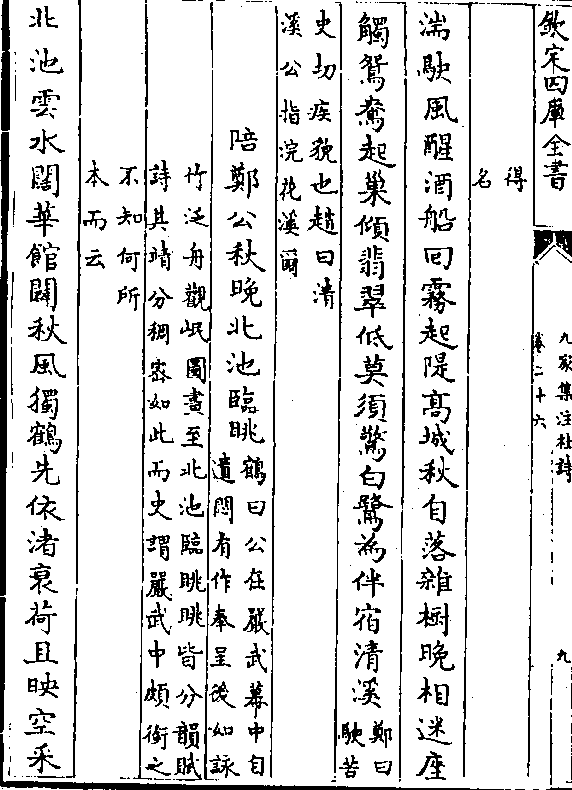 欽定四庫全書
九家集注杜詩
卷二十六
九
得
名
湍駛風醒酒船回霧起隄高城秋自落雜樹晚相迷座
觸鴛鴦起巢傾翡翠低莫須驚白鷺為伴宿清溪
鄭曰
駛苦
史切疾貌也趙曰清
溪公指浣花溪爾
陪鄭公秋晚北池臨眺
鶴曰公在嚴武幕中自
遣悶有作奉呈後如詠
竹泛舟觀岷圖畫至北池臨眺眺皆分韻賦
詩其情分稠密如此而史謂嚴武中頗銜之
不知何所
本而云
北池雲水闊華館闢秋風獨鶴先依渚衰荷且映空采